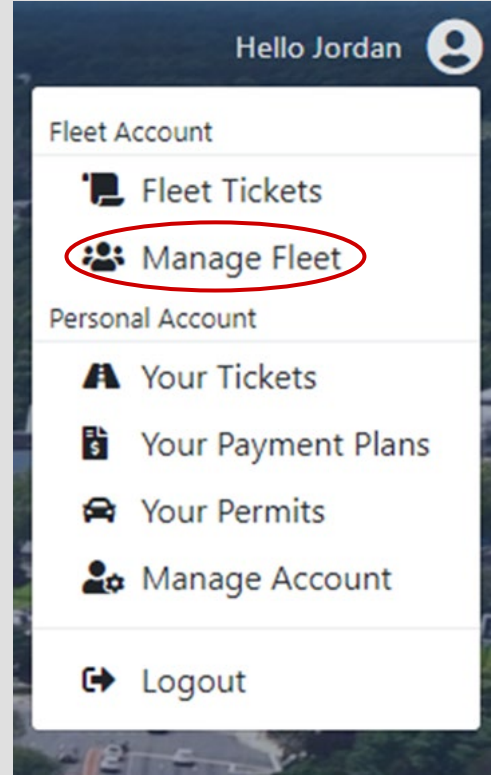 Hello Jordan
Fleet Account
Fleet Tickets
Manage Fleet
Personal Account
Your Tickets
Your Payment Plans
Your Permits
Manage Account
Logout